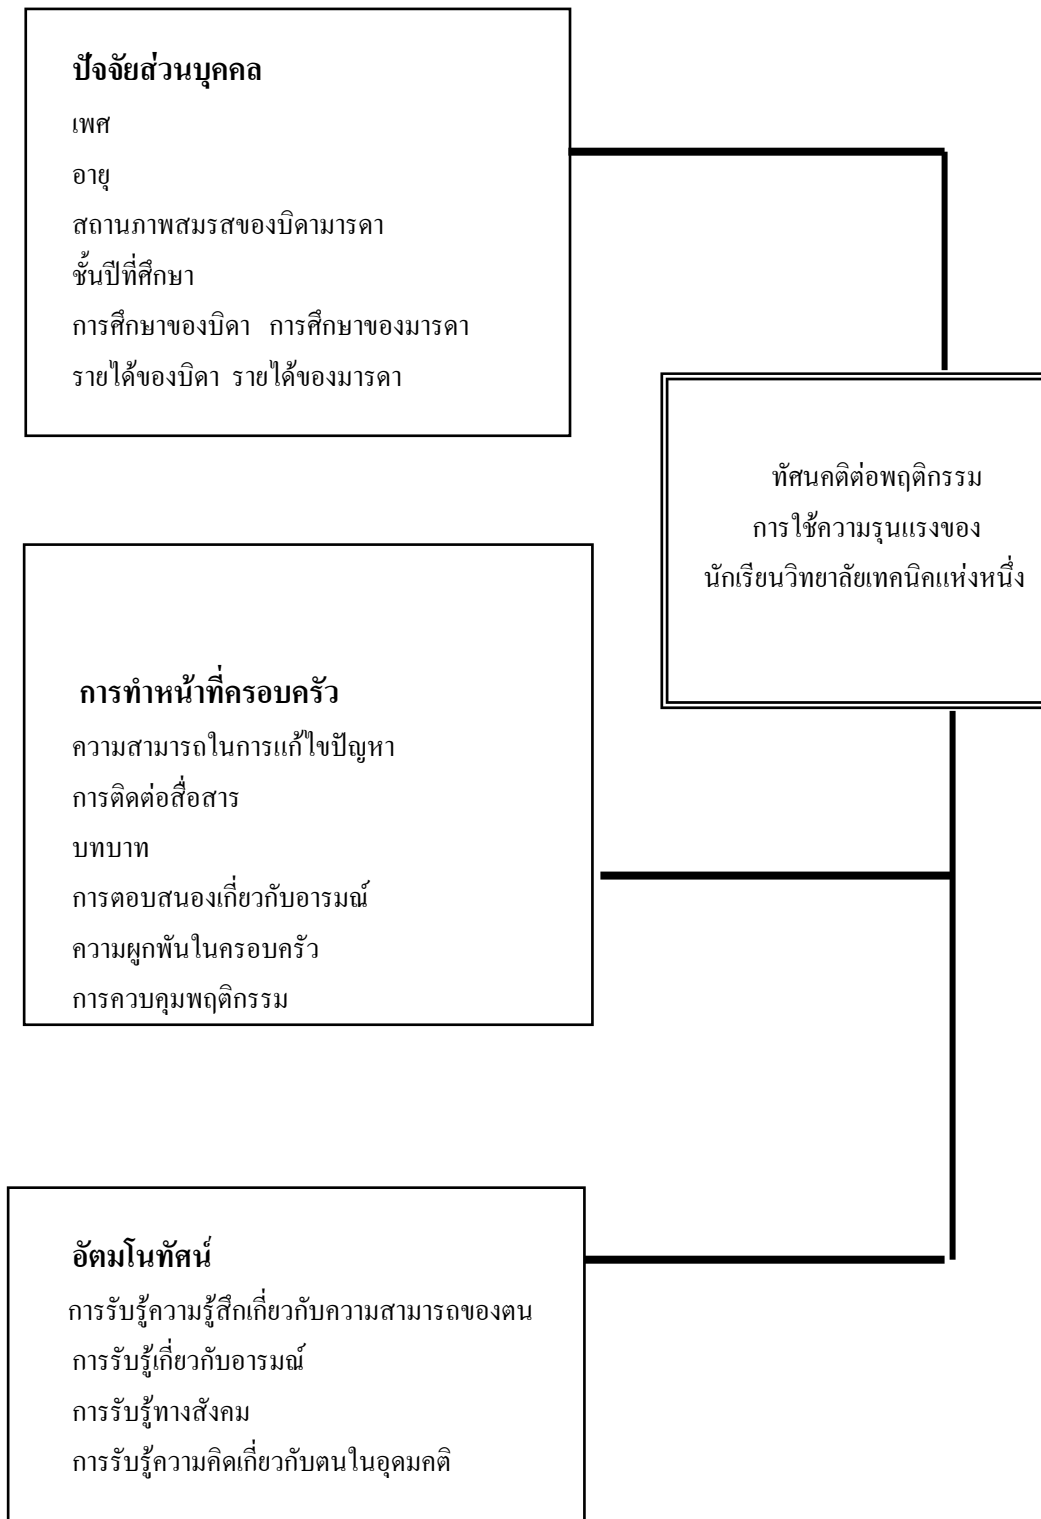 ปัจจัยส่วนบุคคล
เพศ
อายุ
สถานภาพสมรสของบิดามารดา
ชั้นปีที่ศึกษา
การศึกษาของบิดา การศึกษาของมารดา
รายได้ของบิดา รายได้ของมารดา
ทัศนคติต่อพฤติกรรม
การใช้ความรุนแรงของ
นักเรียนวิทยาลัยเทคนิคแห่งหนึ่ง
การทำหน้าที่ครอบครัว
ความสามารถในการแก้ไขปัญหา
การติดต่อสื่อสาร
บทบาท
การตอบสนองเกี่ยวกับอารมณ์
ความผูกพันในครอบครัว
การควบคุมพฤติกรรม
อัตมโนทัศน์
การรับรู้ความรู้สึกเกี่ยวกับความสามารถของตน
การรับรู้เกี่ยวกับอารมณ์
การรับรู้ทางสังคม
การรับรู้ความคิดเกี่ยวกับตนในอุดมคติ